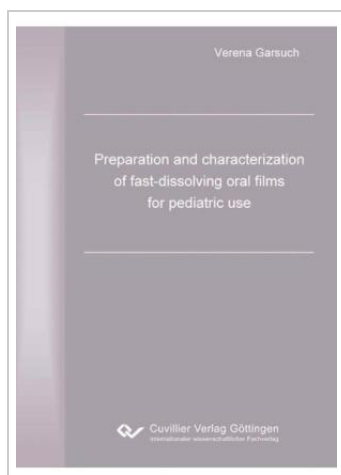 Verena Garsuch
Preparation and characterization
of fast-dissolving oral films
for pediatric use
Cuvillier Verlag Göttingen
Internationaler wissenschaftlicher Fachverlag